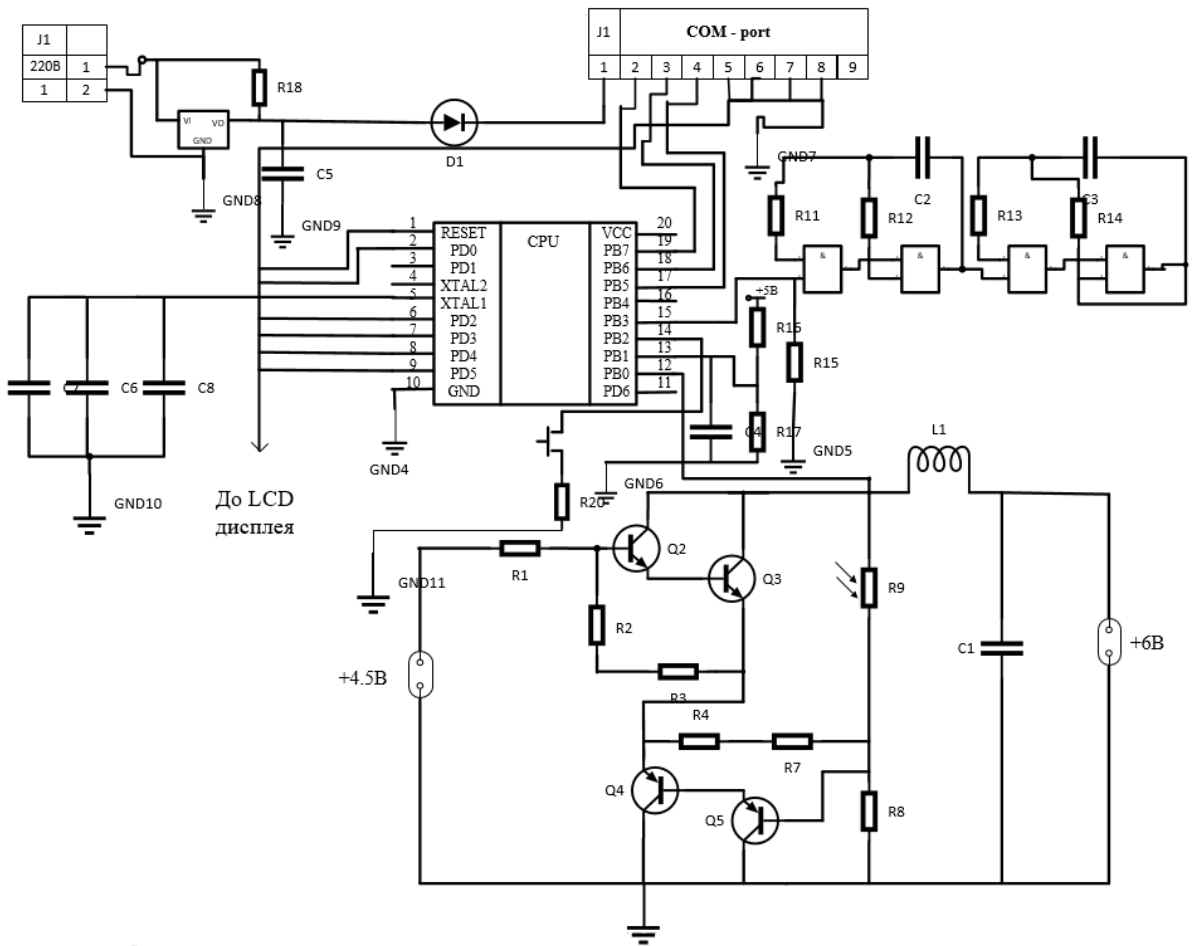 J1
220В 1
1 2
R18
VI VO
GND
D1
C5
GND8
GND9
J1 COM - port
1 2 3 4 5 6 7 8 9
GND7
C2
C3
R11
R12
R13
R14
&
&
&
&
CPU
1 RESET
2 PD0
3 PD1
4 XTAL2
5 XTAL1
6 PD2
7 PD3
8 PD4
9 PD5
10 GND
VCC 20
PB7 19
PB6 18
PB5 17
PB4 16
PB3 15
PB2 14
PB1 13
PB0 12
PD6 11
+5В
R16
R15
C7
C6
C8
C4
R17
GND5
GND4
GND10
До LCD
дисплея
GND6
R20
L1
GND11
R1
Q2
Q3
R9
R2
R3
C1
+4.5В
+6В
R4
R7
Q4
Q5
R8